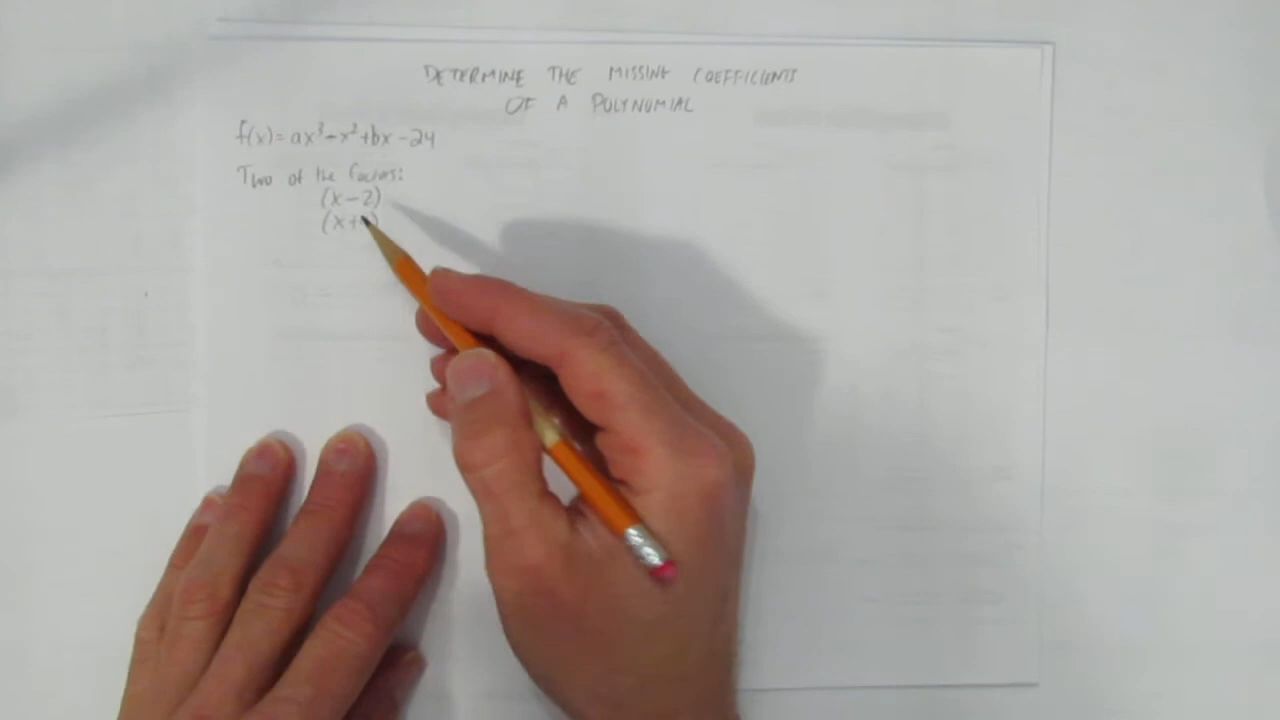 DETERMINE THE MISSING COEFFICIENTS
OF A POLYNOMIAL
f(x)= ax³-x²+bx-24
Two of the factors:
(x-2)
(x+